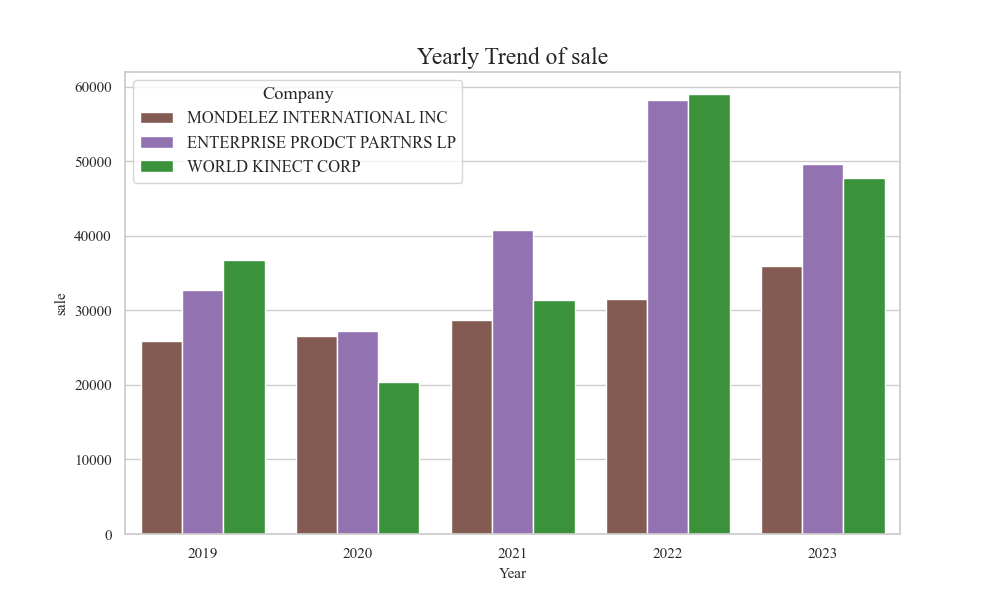 Yearly Trend of sale
60000
50000
40000
30000
20000
10000
0
sale
Company
MONDELEZ INTERNATIONAL INC
ENTERPRISE PRODCT PARTNRS LP
WORLD KINECT CORP
2019 2020 2021 2022 2023
Year